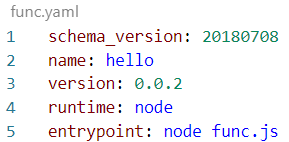 func.yaml
1 schema_version: 20180708
2 name: hello
3 version: 0.0.2
4 runtime: node
5 entrypoint: node func.js